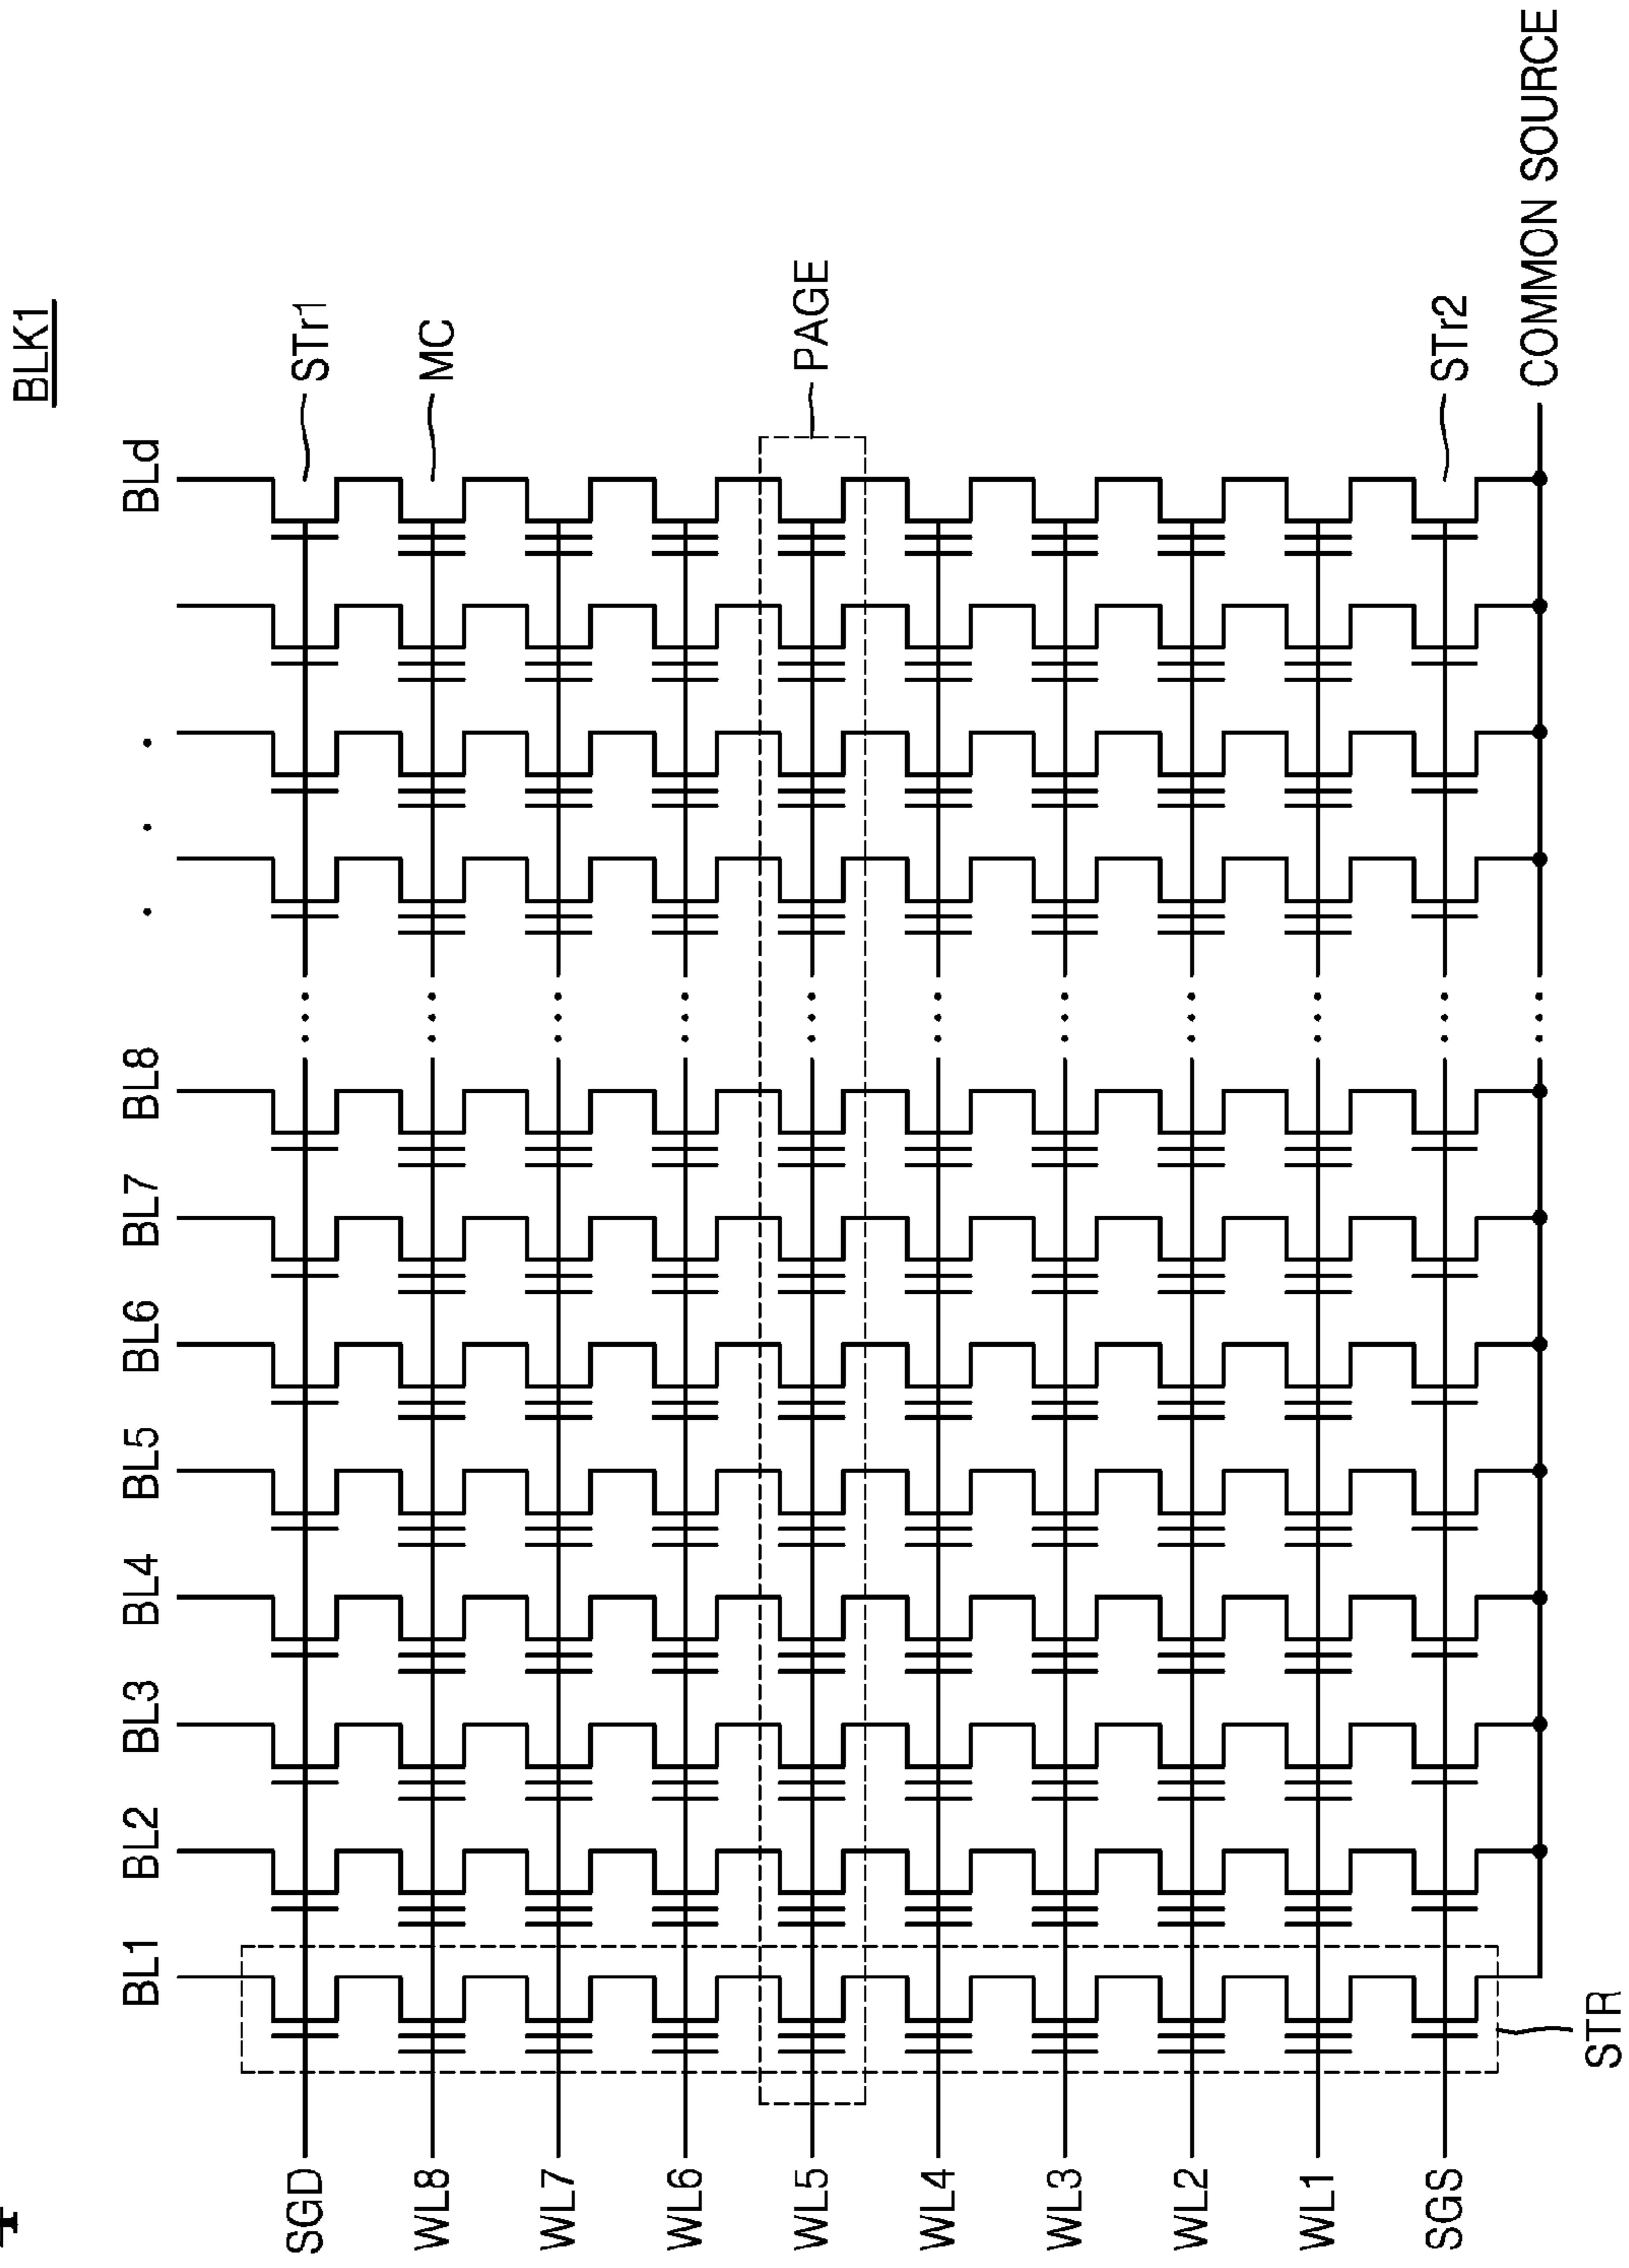 BLK1
BL1 BL2 BL3 BL4 BL5 BL6 BL7 BL8 . . . BLd
SGD STr1
WL8 MC
WL7
WL6
WL5 PAGE
WL4
WL3
WL2
WL1
SGS STr2
COMMON SOURCE
STR